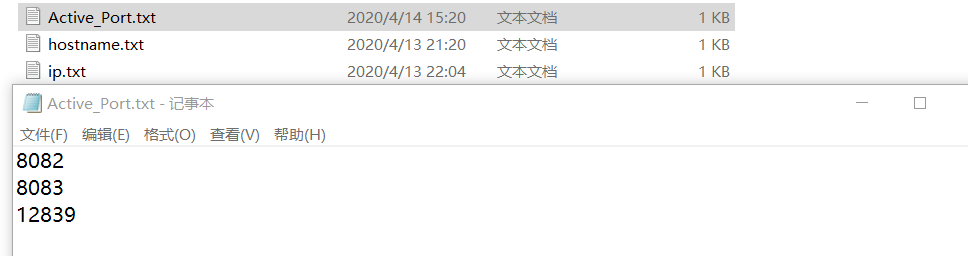 Active_Port.txt 2020/4/14 15:20 文本文档 1 KB
hostname.txt 2020/4/13 21:20 文本文档 1 KB
ip.txt 2020/4/13 22:04 文本文档 1 KB
Active_Port.txt - 记事本
文件(F) 编辑(E) 格式(O) 查看(V) 帮助(H)
8082
8083
12839